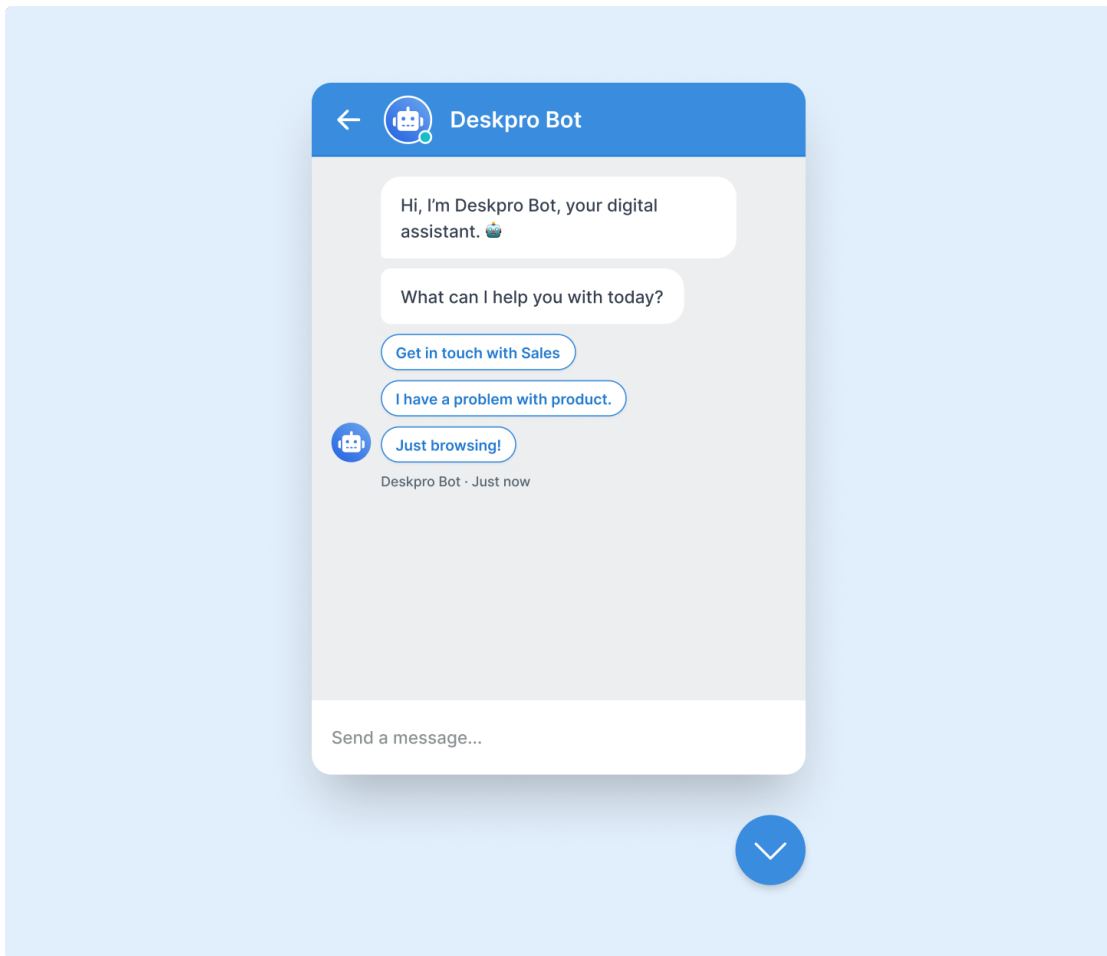 Deskpro Bot
Hi, I’m Deskpro Bot, your digital
assistant. 🤖
What can I help you with today?
Get in touch with Sales
I have a problem with product.
Just browsing!
Deskpro Bot · Just now
Send a message...